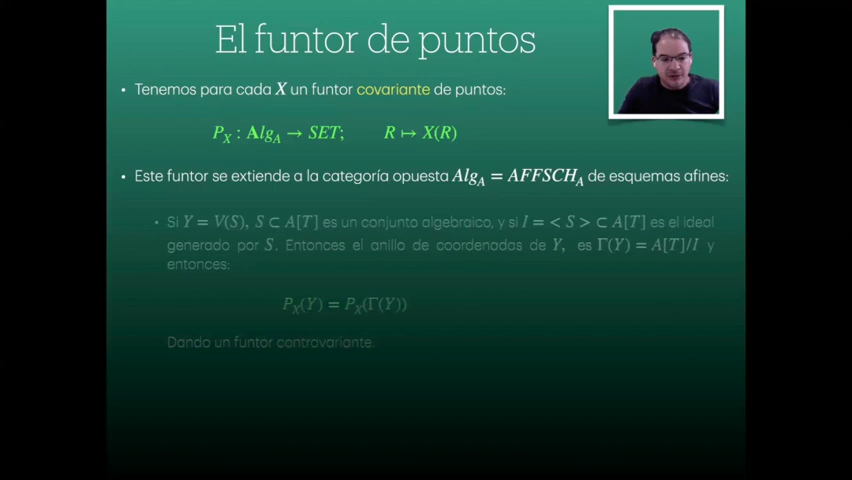 El funtor de puntos
• Tenemos para cada X un funtor covariante de puntos:
P_X : Alg_A → SET;  R ↦ X(R)
• Este funtor se extiende a la categoría opuesta Alg_A = AFFSCH_A de esquemas afines:
• Si Y = V(S), S ⊂ A[T] es un conjunto algebraico, y si I = < S > ⊂ A[T] es el ideal
generado por S. Entonces el anillo de coordenadas de Y, es Γ(Y) = A[T]/I y
entonces:
P_X(Y) = P_X(Γ(Y))
Dando un funtor controvariante.